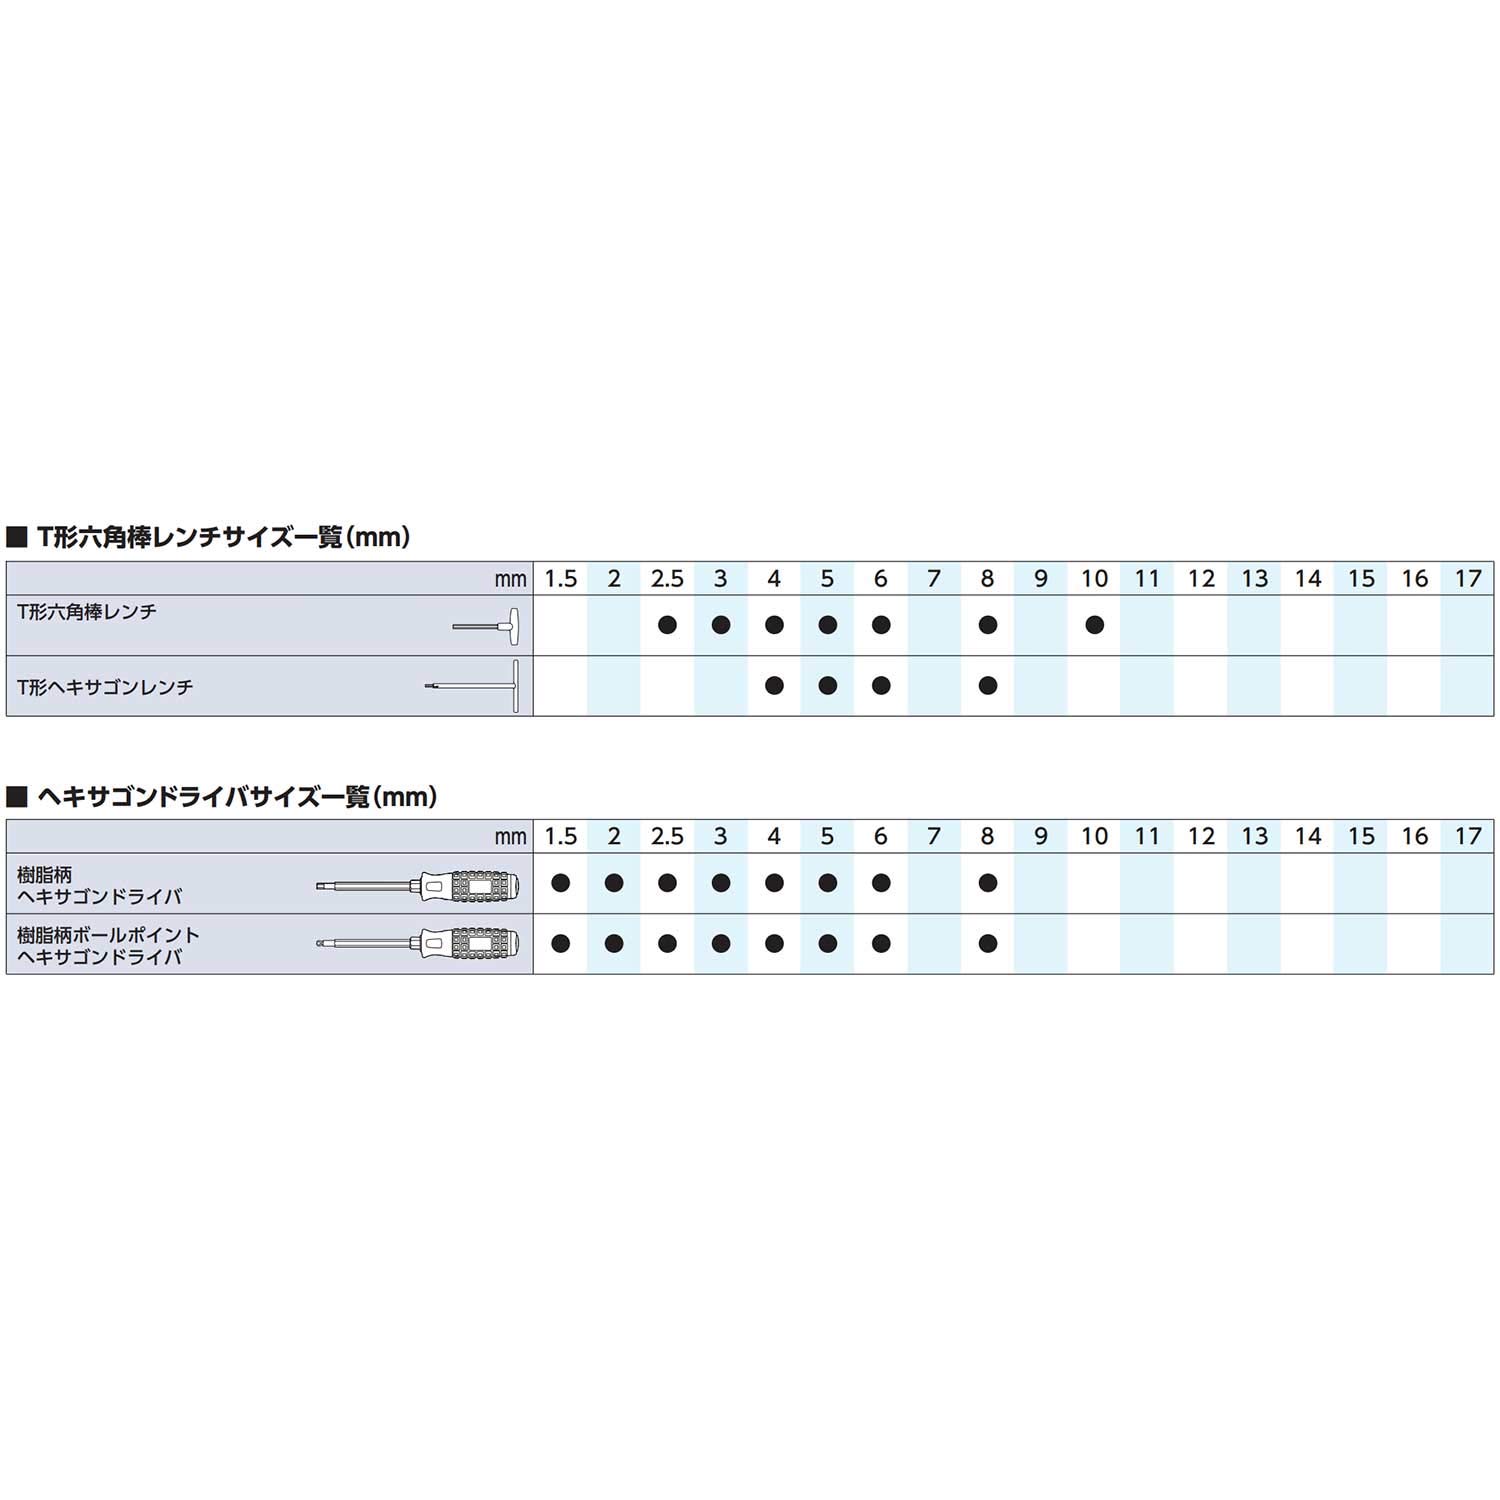 ■ T形六角棒レンチサイズ一覧(mm)
mm 1.5 2 2.5 3 4 5 6 7 8 9 10 11 12 13 14 15 16 17
T形六角棒レンチ ● ● ● ● ● ● ●
T形ヘキサゴンレンチ ● ● ● ●
■ ヘキサゴンドライバサイズ一覧(mm)
mm 1.5 2 2.5 3 4 5 6 7 8 9 10 11 12 13 14 15 16 17
樹脂柄
ヘキサゴンドライバ ● ● ● ● ● ● ● ●
樹脂柄ボールポイント
ヘキサゴンドライバ ● ● ● ● ● ● ● ●